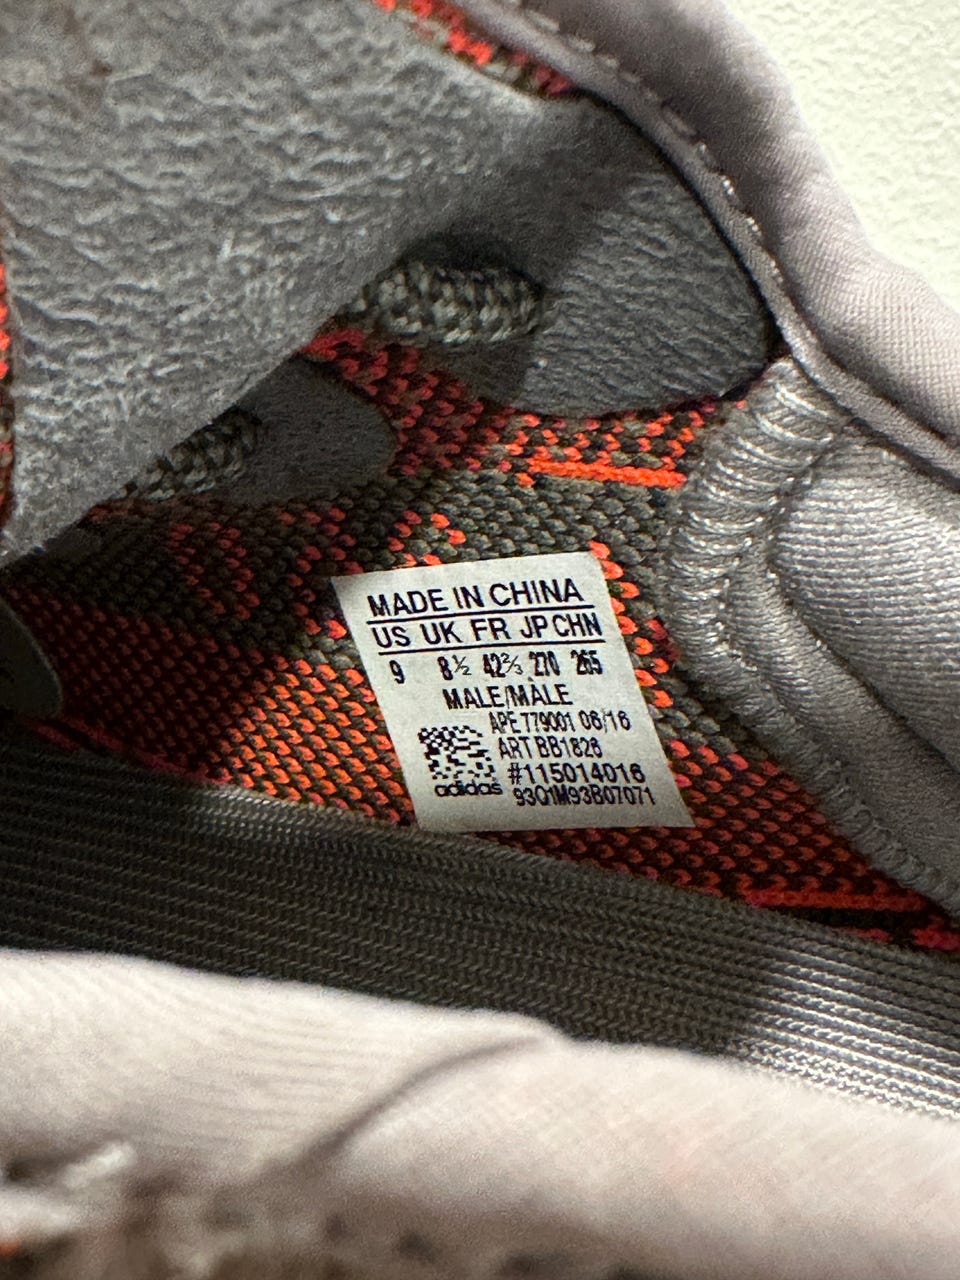 MADE IN CHINA
US UK FR JP CHN
9 8½ 42⅔ 270 265
MALE/MALE
APE 779001 06/16
ART BB1826
#115014016
adidas 93Q1M93B07071